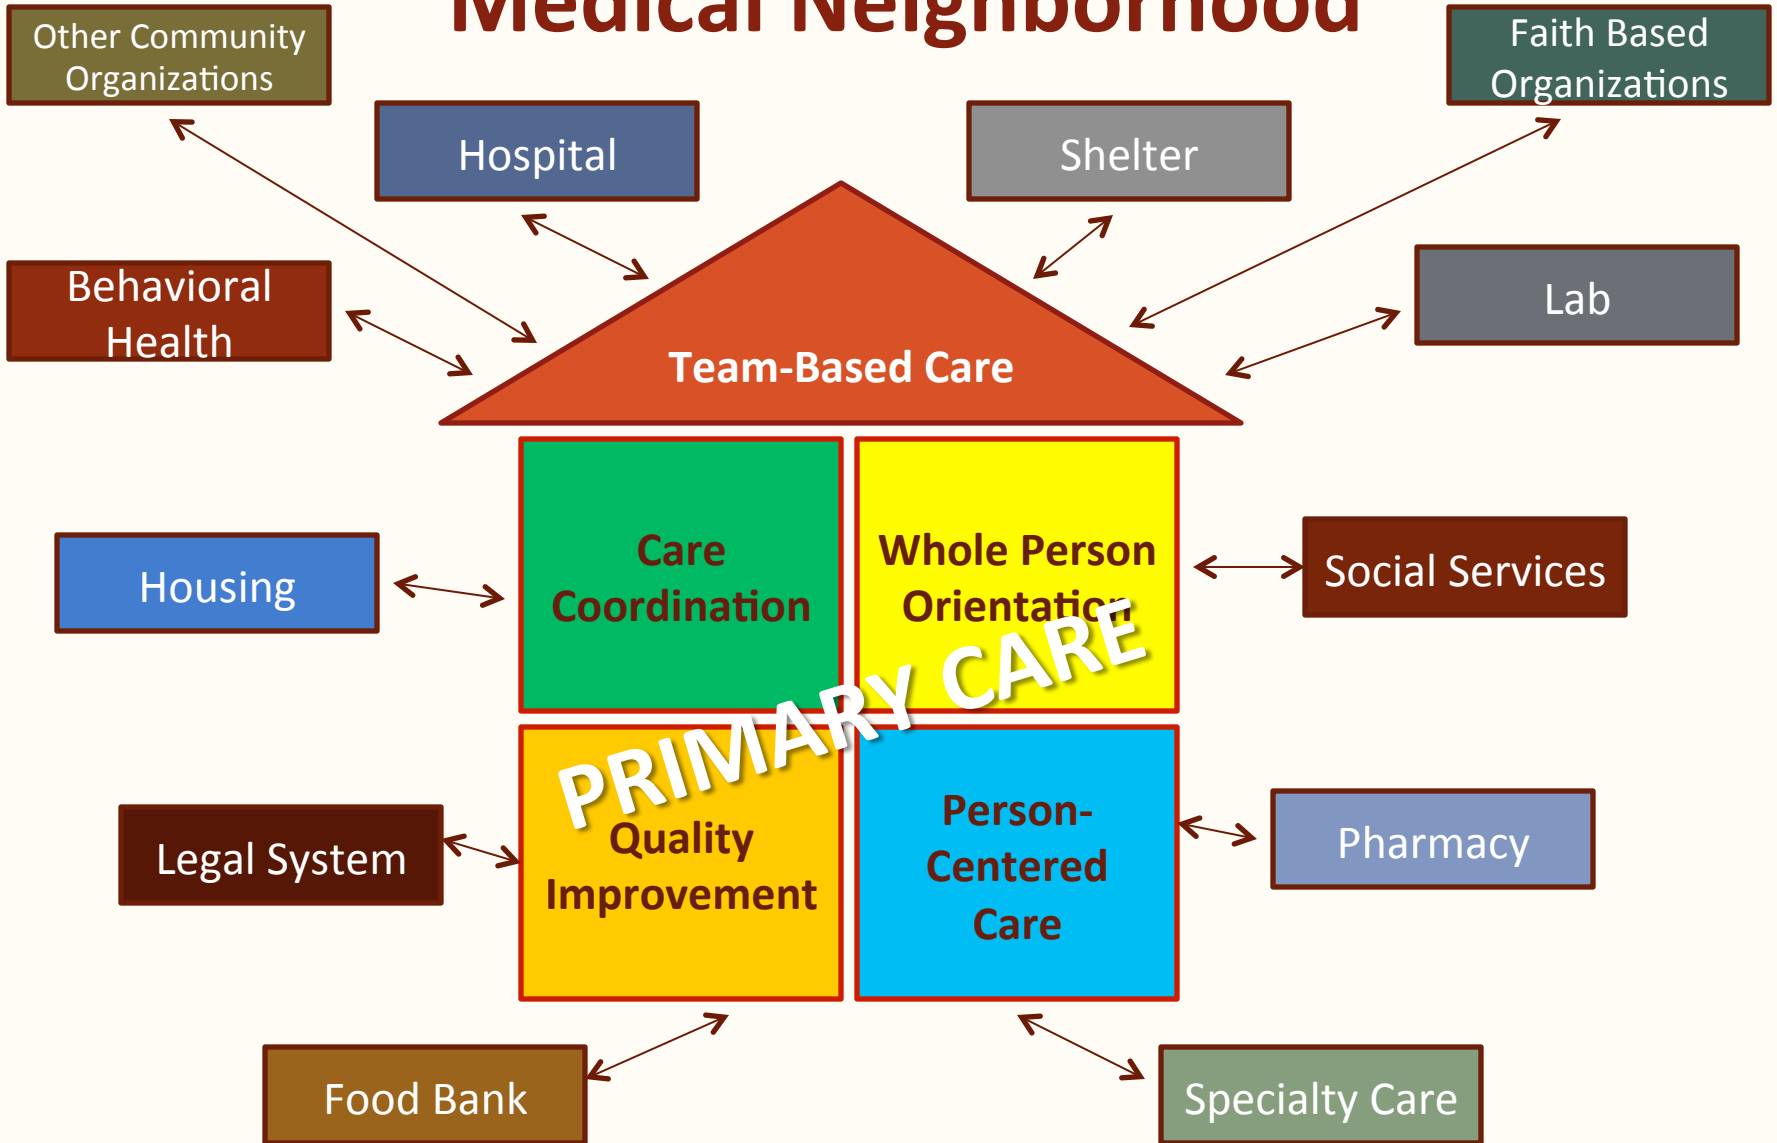 Medical Neighborhood
Other Community
Organizations
Faith Based
Organizations
Hospital
Shelter
Behavioral
Health
Lab
Team-Based Care
Care
Coordination
Whole Person
Orientation
Housing
Social Services
PRIMARY CARE
Quality
Improvement
Person-
Centered
Care
Legal System
Pharmacy
Food Bank
Specialty Care